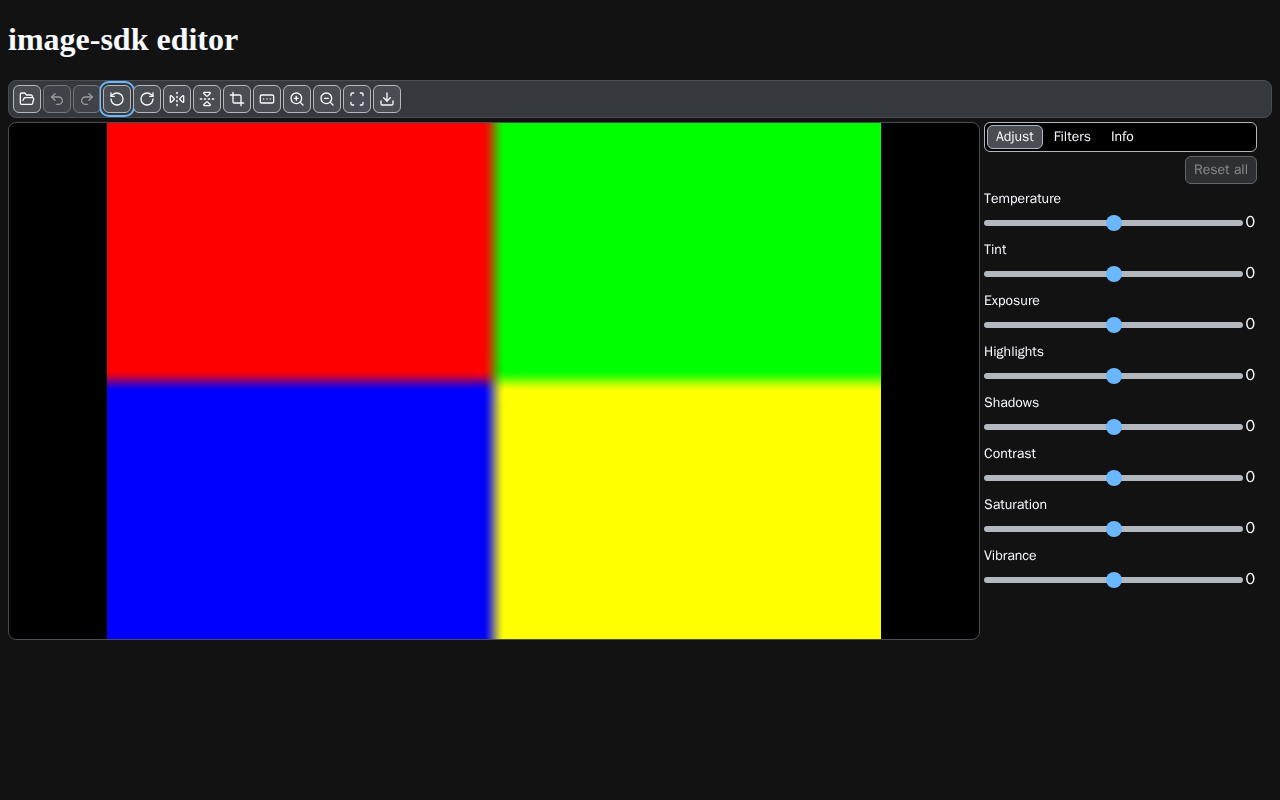 image-sdk editor
Adjust Filters Info
Reset all
Temperature
0
Tint
0
Exposure
0
Highlights
0
Shadows
0
Contrast
0
Saturation
0
Vibrance
0